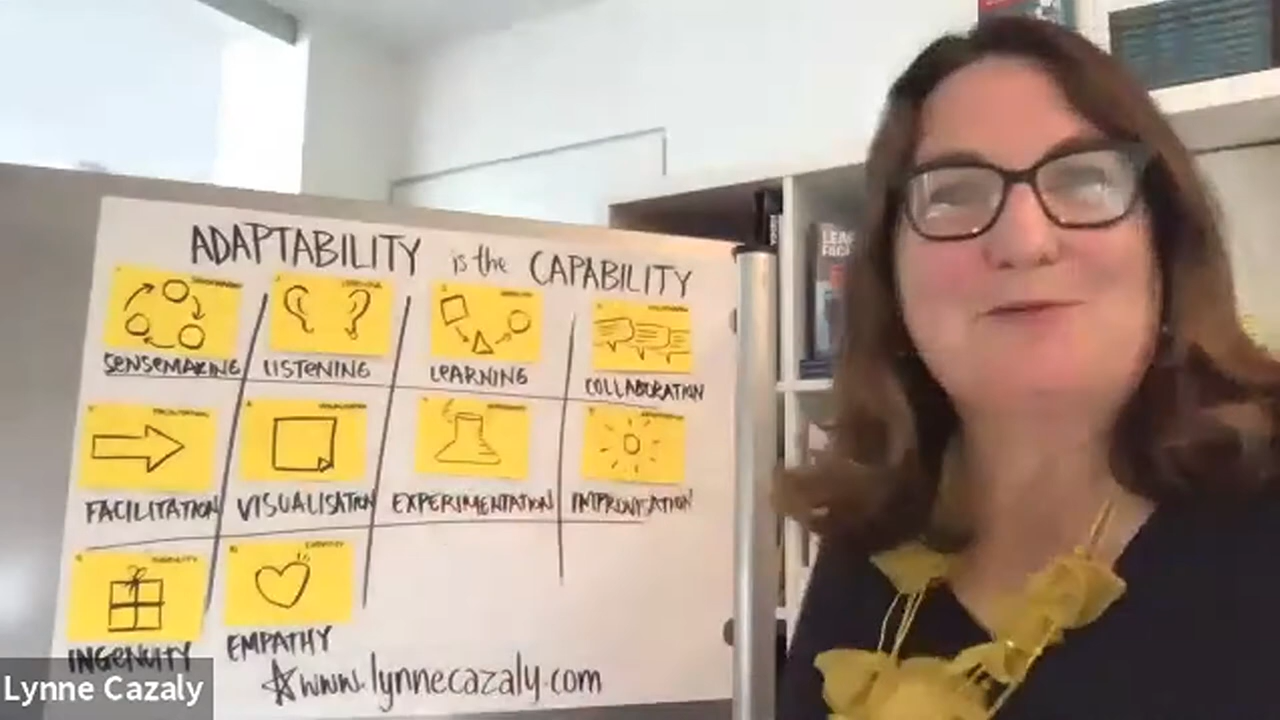 ADAPTABILITY is the CAPABILITY
SENSEMAKING LISTENING LEARNING COLLABORATION
FACILITATION VISUALISATION EXPERIMENTATION IMPROVISATION
INGENUITY EMPATHY
www.lynnecazaly.com
Lynne Cazaly